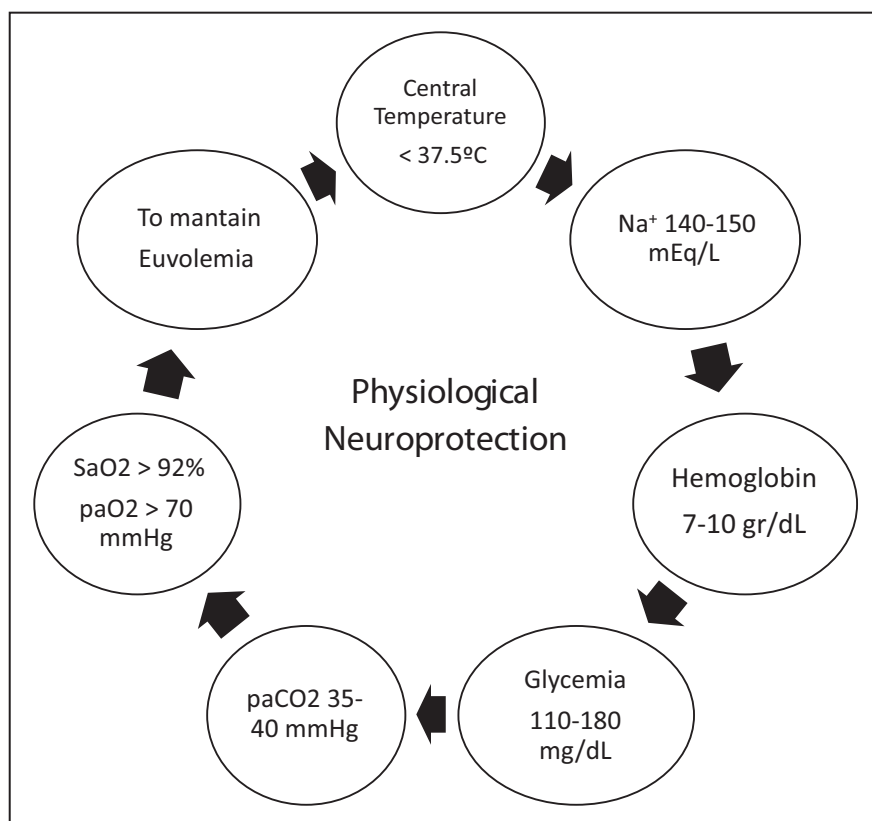 Central
Temperature
< 37.5ºC
Na⁺ 140-150
mEq/L
Hemoglobin
7-10 gr/dL
Glycemia
110-180
mg/dL
paCO2 35-
40 mmHg
SaO2 > 92%
paO2 > 70
mmHg
To mantain
Euvolemia
Physiological
Neuroprotection